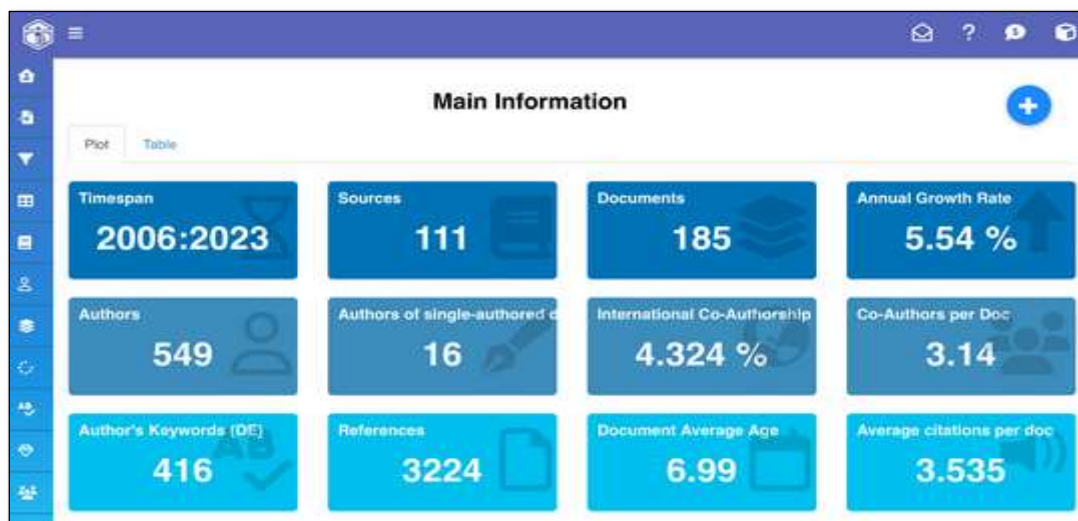 ?
Main Information
Plot
Table
Timespan
2006:2023
Sources
111
Documents
185
Annual Growth Rate
5.54 %
Authors
549
Authors of single-authored d
16
International Co-Authorship
4.324 %
Co-Authors per Doc
3.14
Author's Keywords (DE)
416
References
3224
Document Average Age
6.99
Average citations per doc
3.535